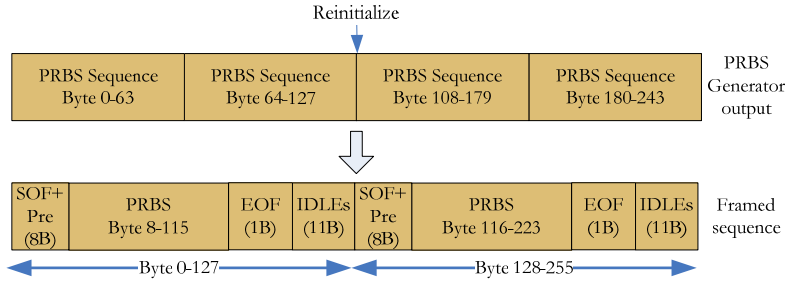 Reinitialize
PRBS Sequence
Byte 0-63
PRBS Sequence
Byte 64-127
PRBS Sequence
Byte 108-179
PRBS Sequence
Byte 180-243
PRBS
Generator
output
SOF+
Pre
(8B)
PRBS
Byte 8-115
EOF
(1B)
IDLEs
(11B)
SOF+
Pre
(8B)
PRBS
Byte 116-223
EOF
(1B)
IDLEs
(11B)
Framed
sequence
Byte 0-127
Byte 128-255